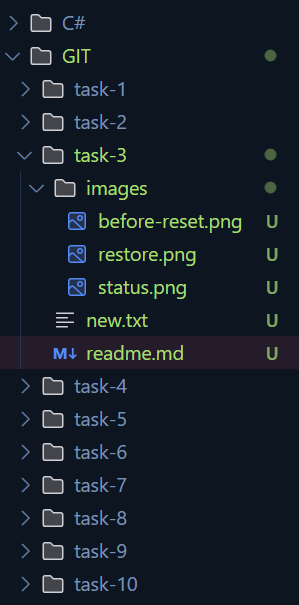 C#
GIT
task-1
task-2
task-3
images
before-reset.png U
restore.png U
status.png U
new.txt U
M↓ readme.md U
task-4
task-5
task-6
task-7
task-8
task-9
task-10